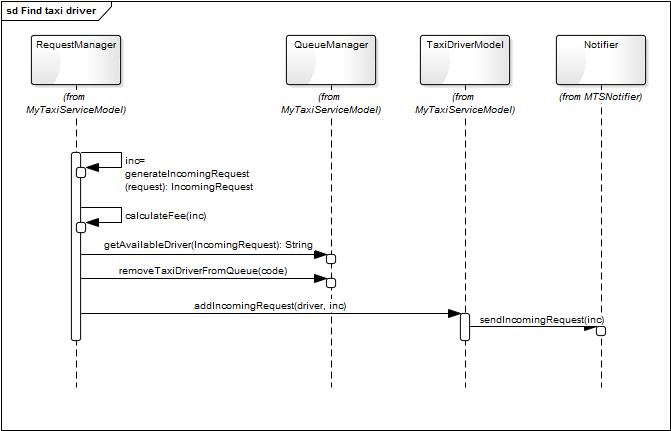 sd Find taxi driver
RequestManager
QueueManager
TaxiDriverModel
Notifier
(from
MyTaxiServiceModel)
(from
MyTaxiServiceModel)
(from
MyTaxiServiceModel)
(from MTSNotifier)
inc=
generateIncomingRequest
(request): IncomingRequest
calculateFee(inc)
getAvailableDriver(IncomingRequest): String
removeTaxiDriverFromQueue(code)
addIncomingRequest(driver, inc)
sendIncomingRequest(inc)